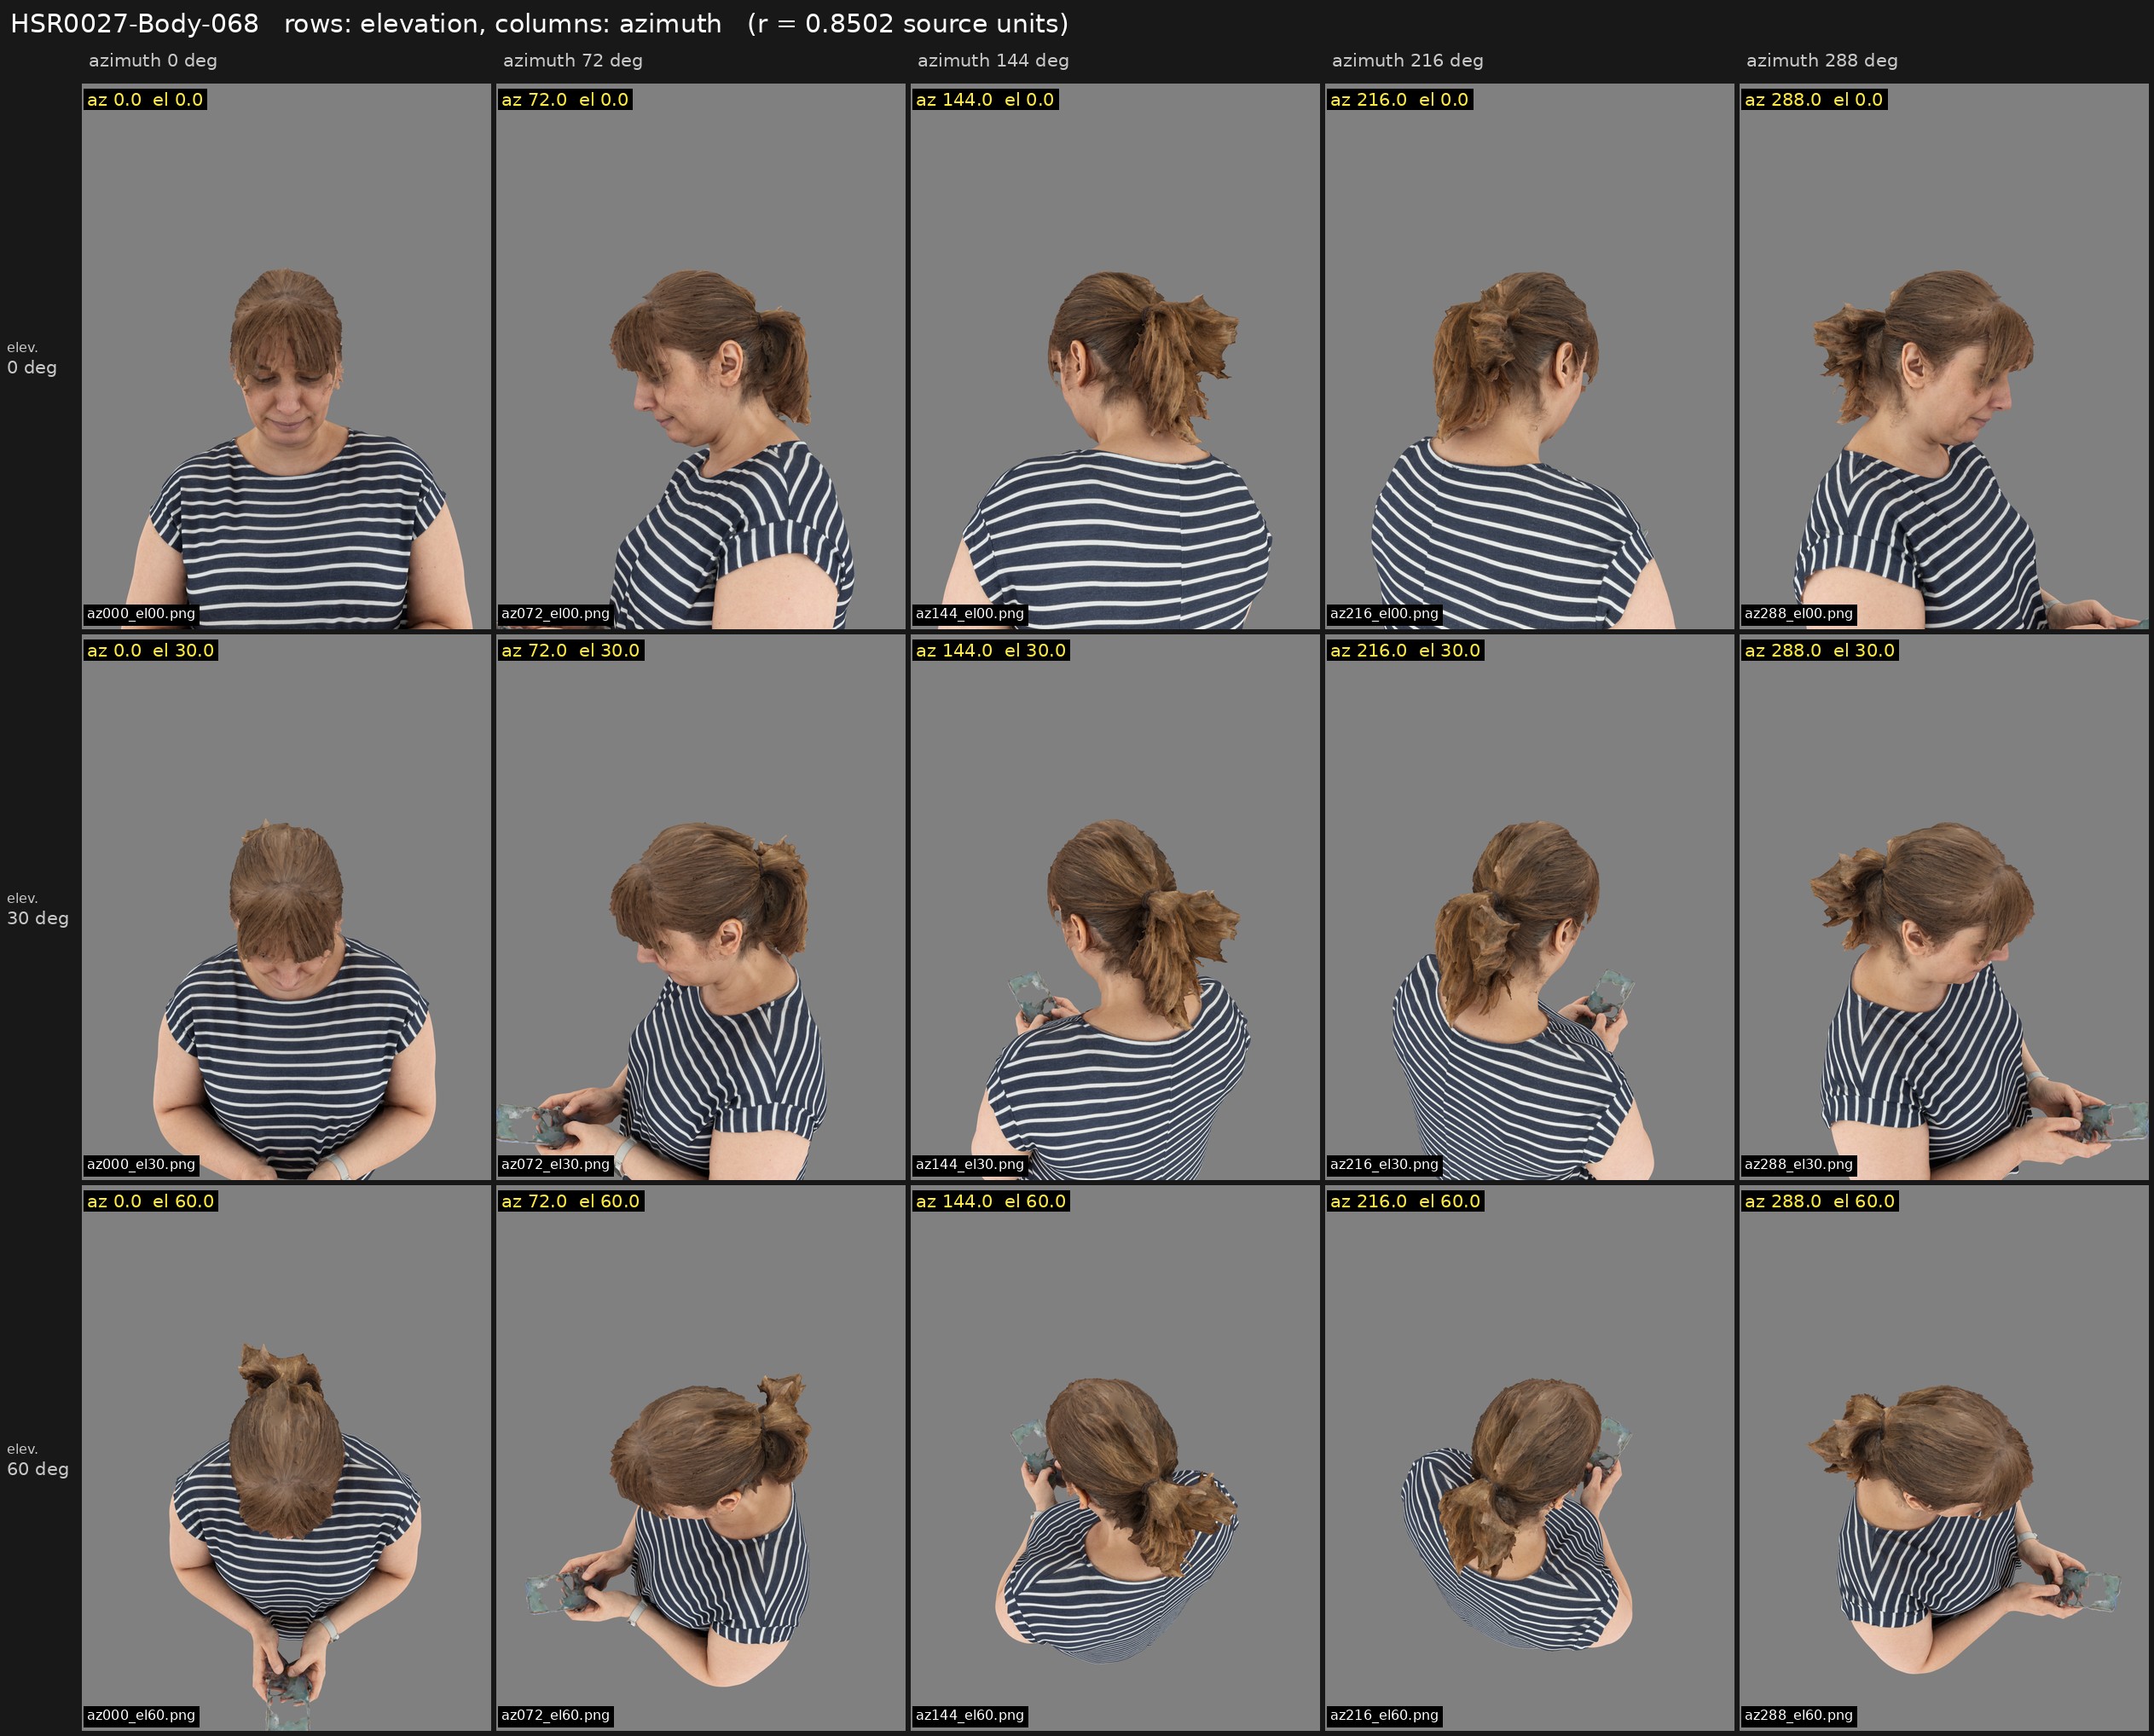 HSR0027-Body-068   rows: elevation, columns: azimuth   (r = 0.8502 source units)
azimuth 0 deg
azimuth 72 deg
azimuth 144 deg
azimuth 216 deg
azimuth 288 deg
elev.
0 deg
az 0.0  el 0.0
az000_el00.png
az 72.0  el 0.0
az072_el00.png
az 144.0  el 0.0
az144_el00.png
az 216.0  el 0.0
az216_el00.png
az 288.0  el 0.0
az288_el00.png
elev.
30 deg
az 0.0  el 30.0
az000_el30.png
az 72.0  el 30.0
az072_el30.png
az 144.0  el 30.0
az144_el30.png
az 216.0  el 30.0
az216_el30.png
az 288.0  el 30.0
az288_el30.png
elev.
60 deg
az 0.0  el 60.0
az000_el60.png
az 72.0  el 60.0
az072_el60.png
az 144.0  el 60.0
az144_el60.png
az 216.0  el 60.0
az216_el60.png
az 288.0  el 60.0
az288_el60.png